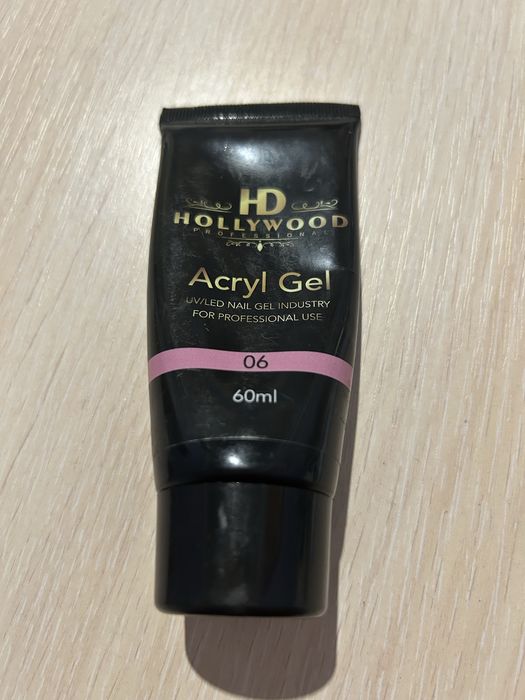 HD
HOLLYWOOD
PROFESSIONAL
Acryl Gel
UV/LED NAIL GEL INDUSTRY
FOR PROFESSIONAL USE
06
60ml